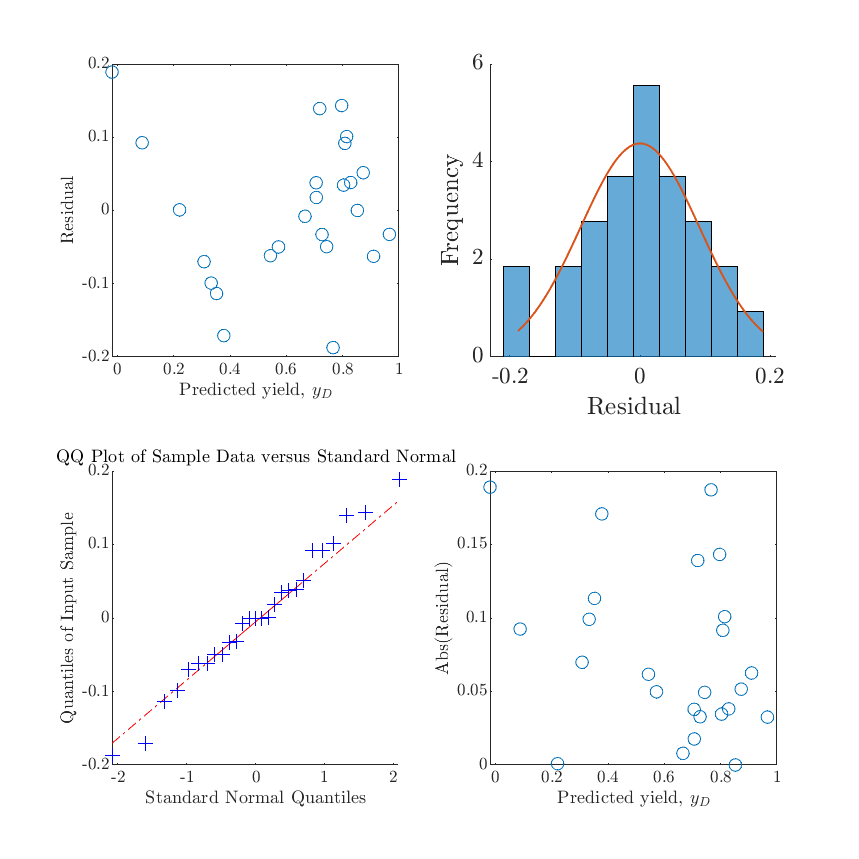 0.2
0.1
0
-0.1
-0.2
Residual
0 0.2 0.4 0.6 0.8 1
Predicted yield, y_D
6
4
2
0
Frequency
-0.2 0 0.2
Residual
QQ Plot of Sample Data versus Standard Normal
0.2
0.1
0
-0.1
-0.2
Quantiles of Input Sample
-2 -1 0 1 2
Standard Normal Quantiles
0.2
0.15
0.1
0.05
0
Abs(Residual)
0 0.2 0.4 0.6 0.8 1
Predicted yield, y_D